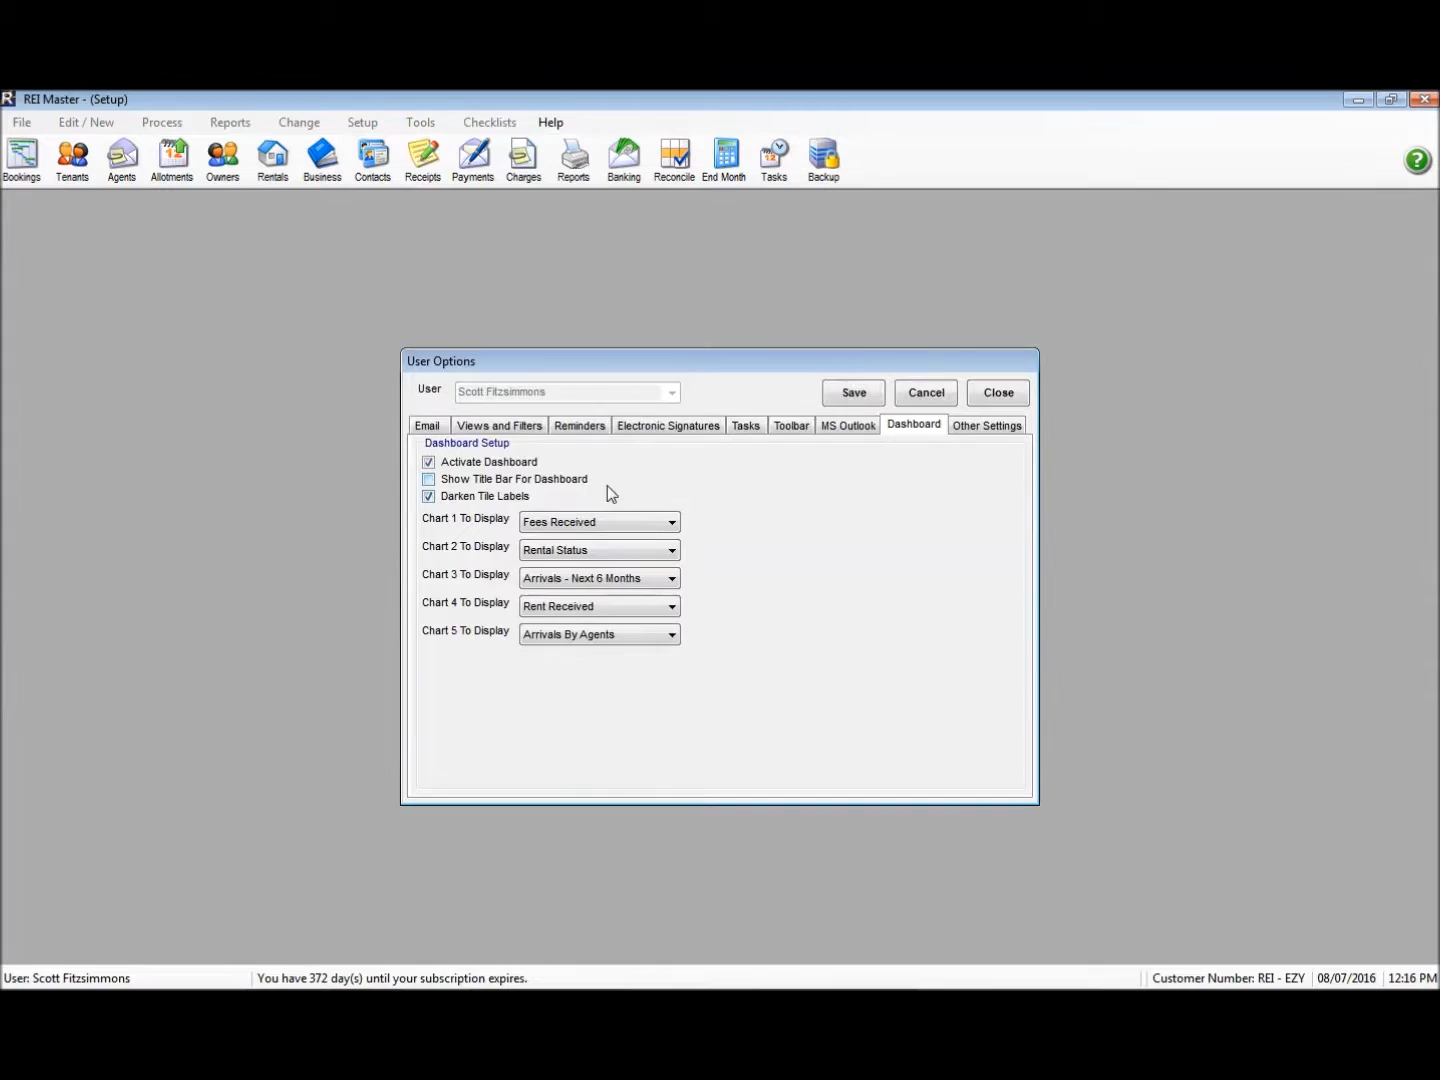 REI Master - (Setup)
File Edit / New Process Reports Change Setup Tools Checklists Help
Bookings Tenants Agents Allotments Owners Rentals Business Contacts Receipts Payments Charges Reports Banking Reconcile End Month Tasks Backup
User Options
User Scott Fitzsimmons Save Cancel Close
Email Views and Filters Reminders Electronic Signatures Tasks Toolbar MS Outlook Dashboard Other Settings
Dashboard Setup
Activate Dashboard
Show Title Bar For Dashboard
Darken Tile Labels
Chart 1 To Display Fees Received
Chart 2 To Display Rental Status
Chart 3 To Display Arrivals - Next 6 Months
Chart 4 To Display Rent Received
Chart 5 To Display Arrivals By Agents
User: Scott Fitzsimmons You have 372 day(s) until your subscription expires. Customer Number: REI - EZY 08/07/2016 12:16 PM